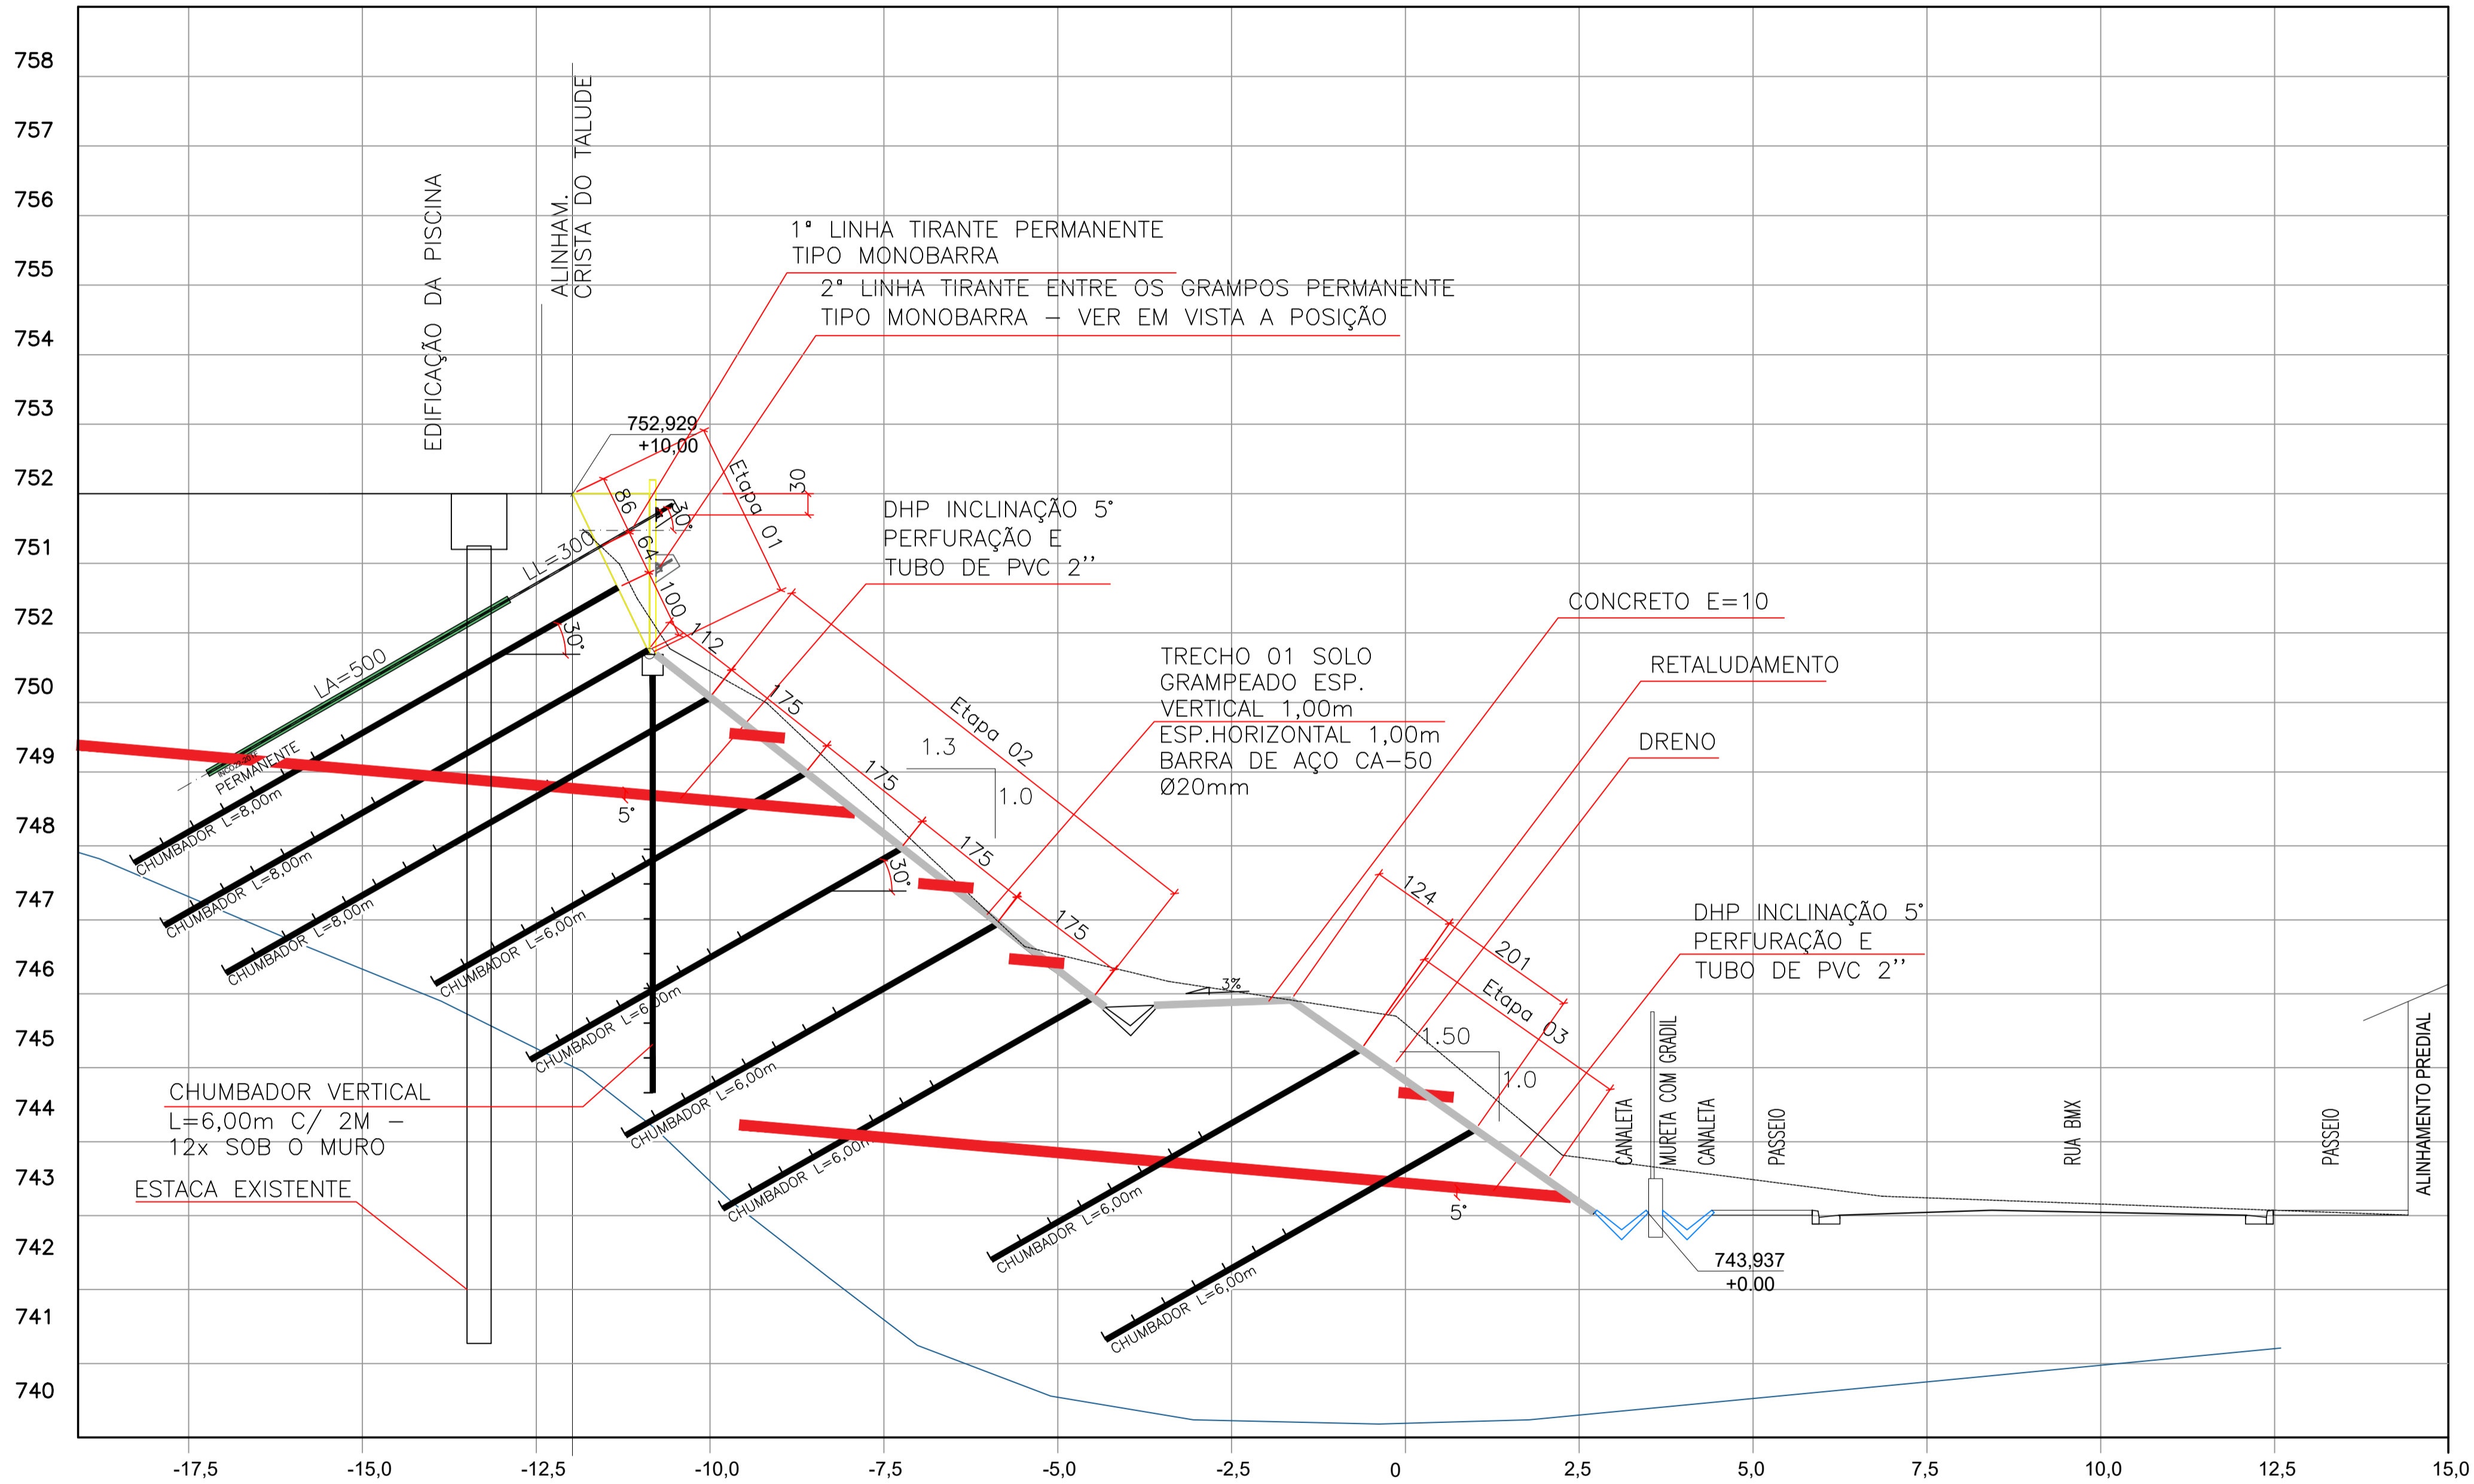 758
757
756
755
754
753
752
751
752
750
749
748
747
746
745
744
743
742
741
740
-17,5
-15,0
-12,5
-10,0
-7,5
-5,0
-2,5
0
2,5
5,0
7,5
10,0
12,5
15,0
EDIFICAÇÃO DA PISCINA
ALINHAM.
CRISTA DO TALUDE
1ª LINHA TIRANTE PERMANENTE
TIPO MONOBARRA
2ª LINHA TIRANTE ENTRE OS GRAMPOS PERMANENTE
TIPO MONOBARRA – VER EM VISTA A POSIÇÃO
752,929
+10,00
Etapa 01
30
86
64
100
30°
DHP INCLINAÇÃO 5°
PERFURAÇÃO E
TUBO DE PVC 2''
LL=300
LA=500
PERMANENTE
30°
112
175
175
175
175
Etapa 02
1.3
1.0
5°
30°
TRECHO 01 SOLO
GRAMPEADO ESP.
VERTICAL 1,00m
ESP.HORIZONTAL 1,00m
BARRA DE AÇO CA–50
Ø20mm
CONCRETO E=10
RETALUDAMENTO
DRENO
DHP INCLINAÇÃO 5°
PERFURAÇÃO E
TUBO DE PVC 2''
3%
124
201
Etapa 03
1.50
1.0
5°
CHUMBADOR L=8,00m
CHUMBADOR L=8,00m
CHUMBADOR L=8,00m
CHUMBADOR L=6,00m
CHUMBADOR L=6,00m
CHUMBADOR L=6,00m
CHUMBADOR L=6,00m
CHUMBADOR L=6,00m
CHUMBADOR L=6,00m
CHUMBADOR VERTICAL
L=6,00m C/ 2M –
12x SOB O MURO
ESTACA EXISTENTE
CANALETA
MURETA COM GRADIL
CANALETA
PASSEIO
RUA BMX
PASSEIO
ALINHAMENTO PREDIAL
743,937
+0.00